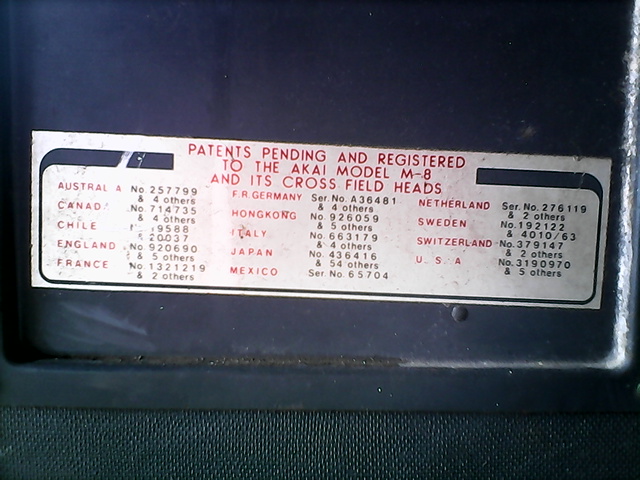 PATENTS PENDING AND REGISTERED
TO THE AKAI MODEL M-8
AND ITS CROSS FIELD HEADS
AUSTRAL A No 257799
& 4 others
CANAD No. 714735
& 4 others
CHILE 9588
& 20037
ENGLAND No. 920690
& 5 others
FRANCE No. 1321219
& 2 others
F.R.GERMANY Ser. No. A36481
& 4 others
HONGKONG No. 926059
& 5 others
ITALY No. 663179
& 4 others
JAPAN No. 436416
& 54 others
MEXICO Ser. No. 65704
NETHERLAND Ser. No. 276119
& 2 others
SWEDEN No. 192122
& 4010/63
SWITZERLAND No. 379147
& 2 others
U. S. A No. 3190970
& 5 others